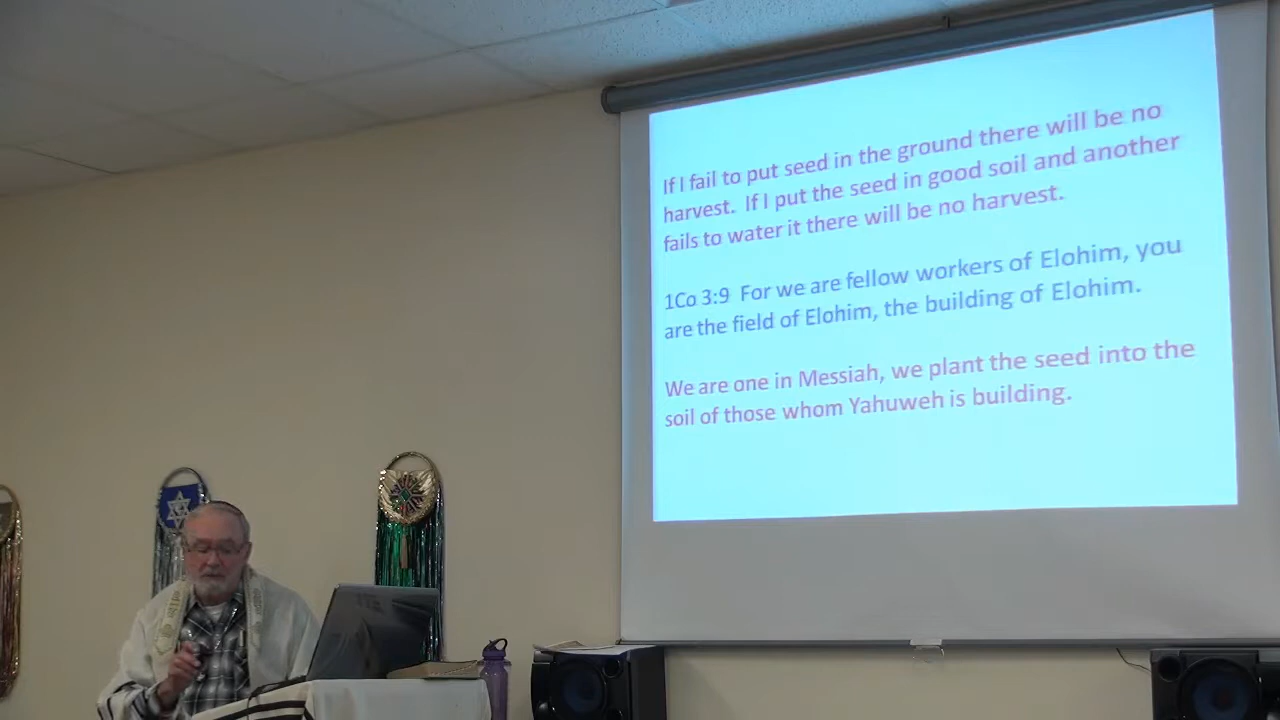 If I fail to put seed in the ground there will be no
harvest.  If I put the seed in good soil and another
fails to water it there will be no harvest.
1Co 3:9  For we are fellow workers of Elohim, you
are the field of Elohim, the building of Elohim.
We are one in Messiah, we plant the seed into the
soil of those whom Yahuweh is building.